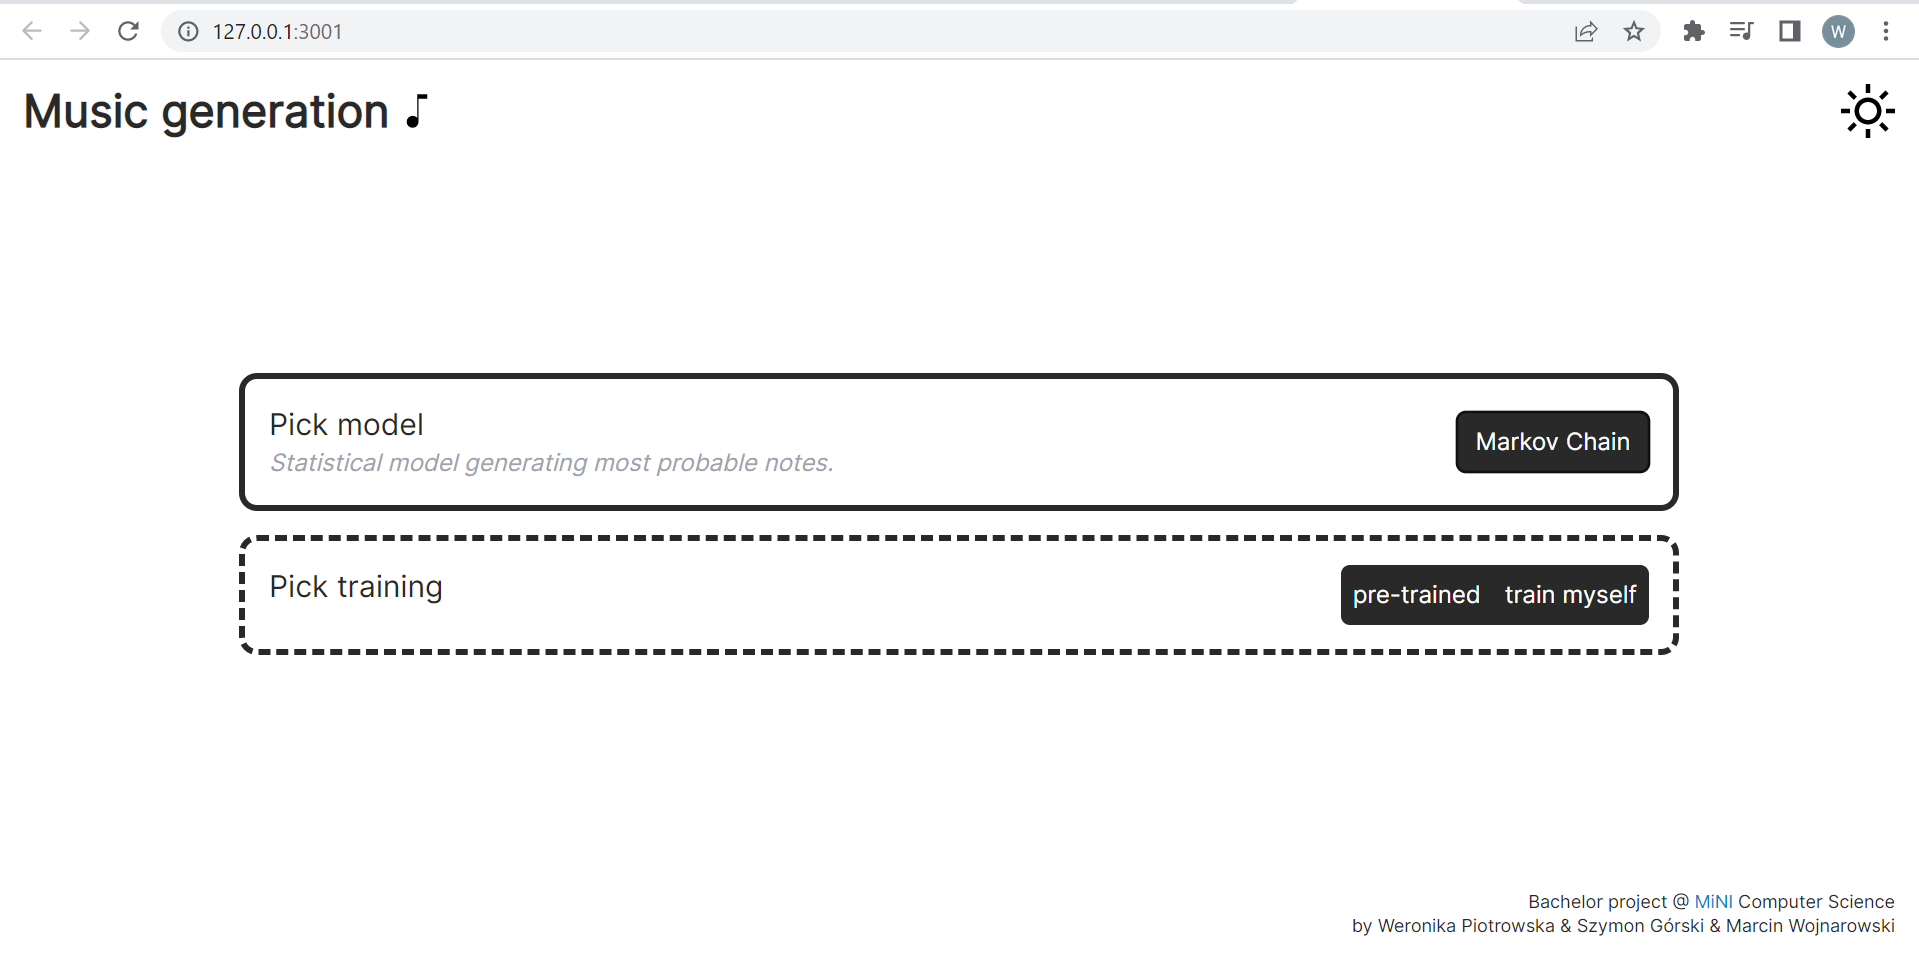 127.0.0.1:3001
W
Music generation
Pick model
Statistical model generating most probable notes.
Markov Chain
Pick training
pre-trained train myself
Bachelor project @ MiNI Computer Science
by Weronika Piotrowska & Szymon Górski & Marcin Wojnarowski